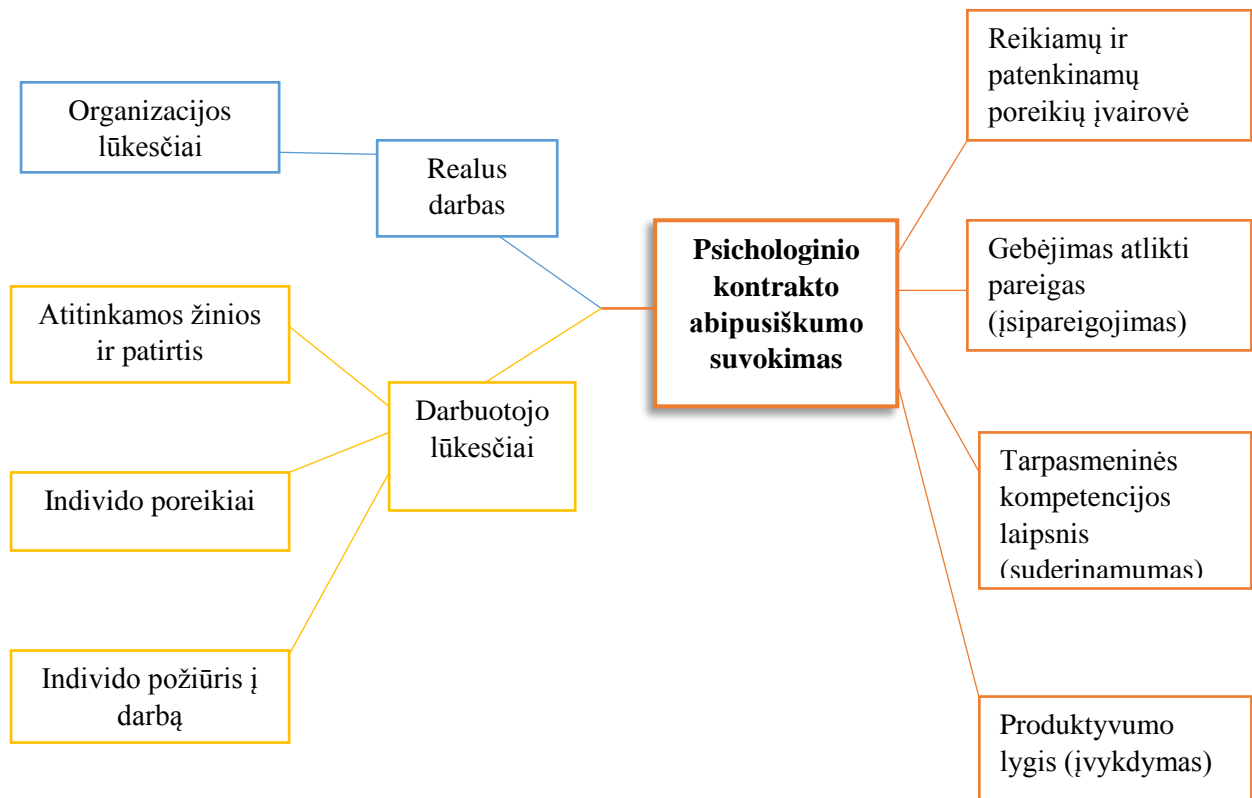 Organizacijos
lūkesčiai
Realus
darbas
Atitinkamos žinios
ir patirtis
Darbuotojo
lūkesčiai
Individo poreikiai
Individo požiūris į
darbą
Psichologinio
kontrakto
abipusiškumo
suvokimas
Reikiamų ir
patenkinamų
poreikių įvairovė
Gebėjimas atlikti
pareigas
(įsipareigojimas)
Tarpasmeninės
kompetencijos
laipsnis
(suderinamumas)
Produktyvumo
lygis (įvykdymas)